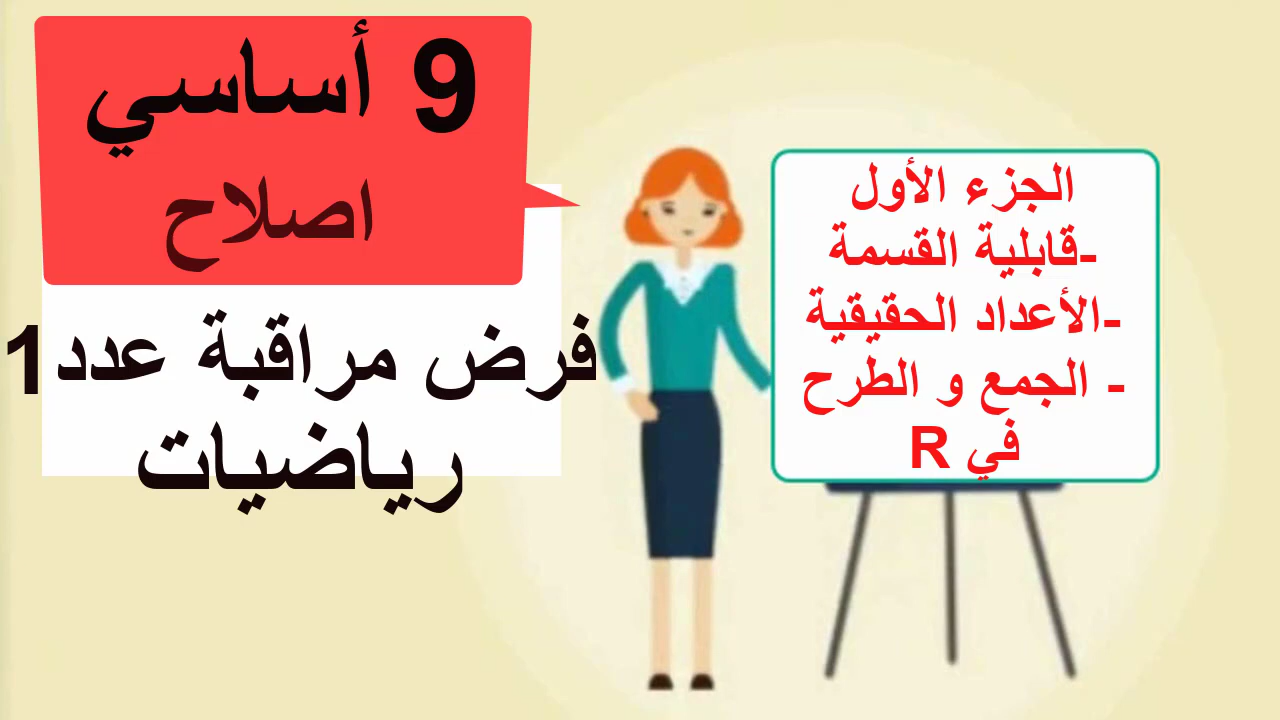 9 أساسي
اصلاح
فرض مراقبة عدد1
رياضيات
الجزء الأول
-قابلية القسمة
-الأعداد الحقيقية
- الجمع و الطرح
في R